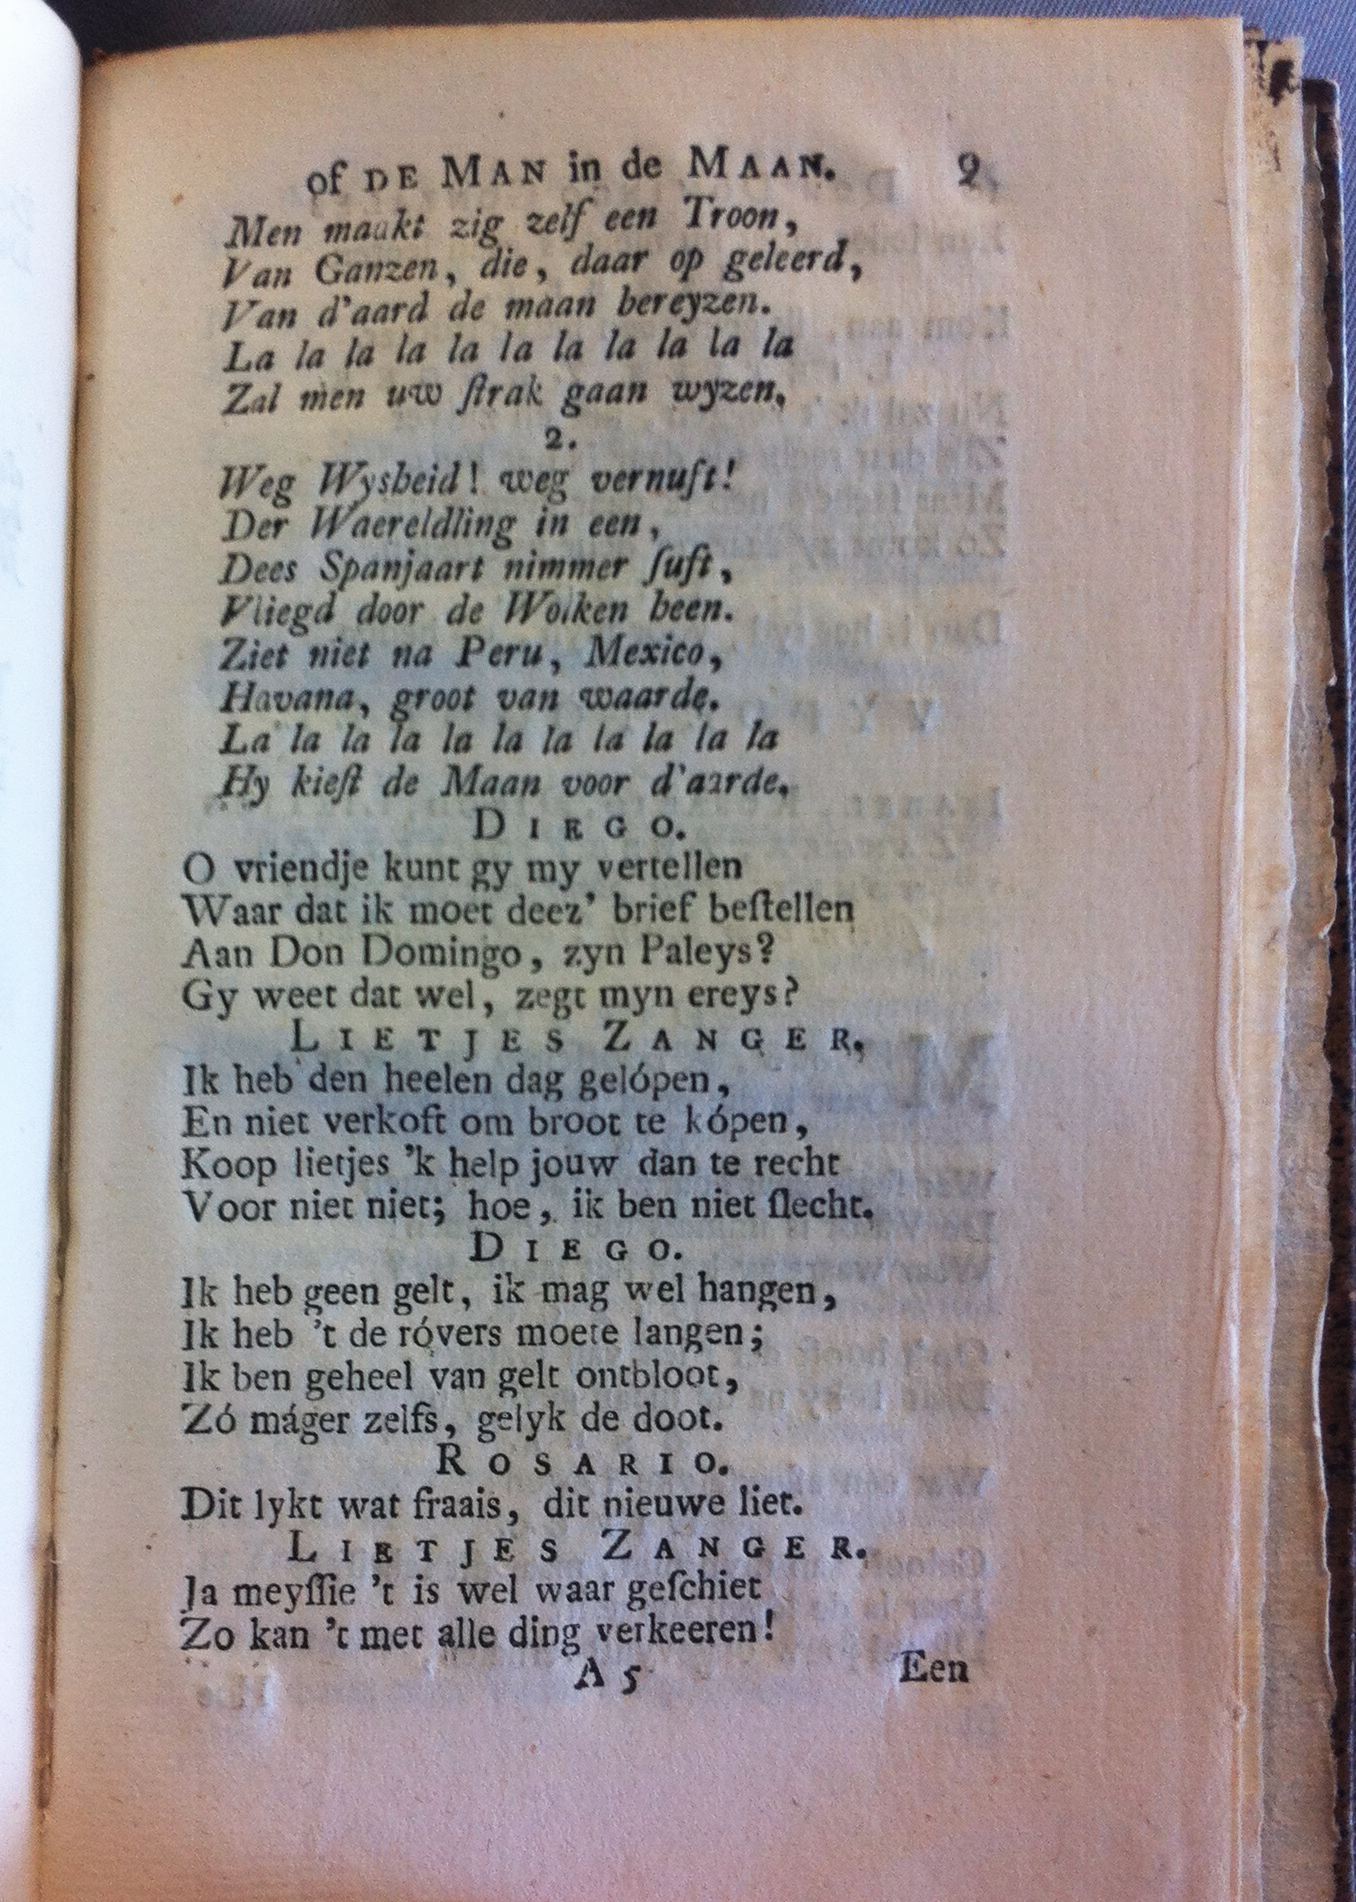 of DE MAN in de MAAN. 9
Men maakt zig zelf een Troon,
Van Ganzen, die, daar op geleerd,
Van d'aard de maan bereyzen.
La la la la la la la la la la la
Zal men uw ſtrak gaan wyzen.
2.
Weg Wysheid! weg vernuft!
Der Waereldling in een,
Dees Spanjaart nimmer ſuft,
Vliegd door de Wolken heen.
Ziet niet na Peru, Mexico,
Havana, groot van waarde.
La la la la la la la la la la la
Hy kieſt de Maan voor d'aarde.
DIEGO.
O vriendje kunt gy my vertellen
Waar dat ik moet deez' brief beſtellen
Aan Don Domingo, zyn Paleys?
Gy weet dat wel, zegt myn ereys?
LIETJES ZANGER,
Ik heb den heelen dag gelópen,
En niet verkoft om broot te kópen,
Koop lietjes 'k help jouw dan te recht
Voor niet niet; hoe, ik ben niet ſlecht.
DIEGO.
Ik heb geen gelt, ik mag wel hangen,
Ik heb 't de róvers moete langen;
Ik ben geheel van gelt ontbloot,
Zó máger zelfs, gelyk de doot.
ROSARIO.
Dit lykt wat fraais, dit nieuwe liet.
LIETJES ZANGER.
Ja meyſſie 't is wel waar geſchiet
Zo kan 't met alle ding verkeeren!
A 5 Een